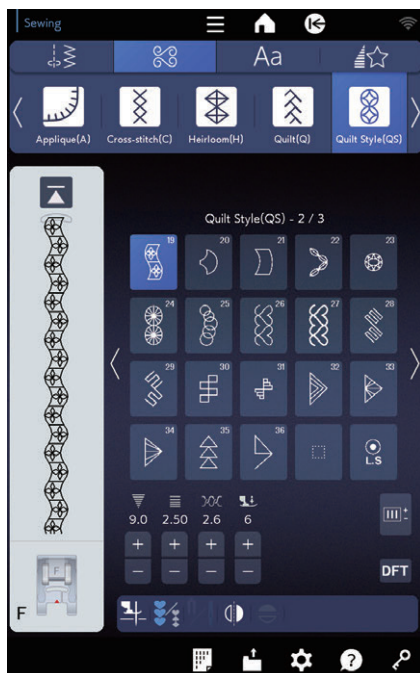 Sewing
Aa
Applique(A) Cross-stitch(C) Heirloom(H) Quilt(Q) Quilt Style(QS)
Quilt Style(QS) - 2 / 3
19 20 21 22 23
24 25 26 27 28
29 30 31 32 33
34 35 36
L.S
9.0 2.50 2.6 6
+ + + +
− − − −
DFT
F
F
?